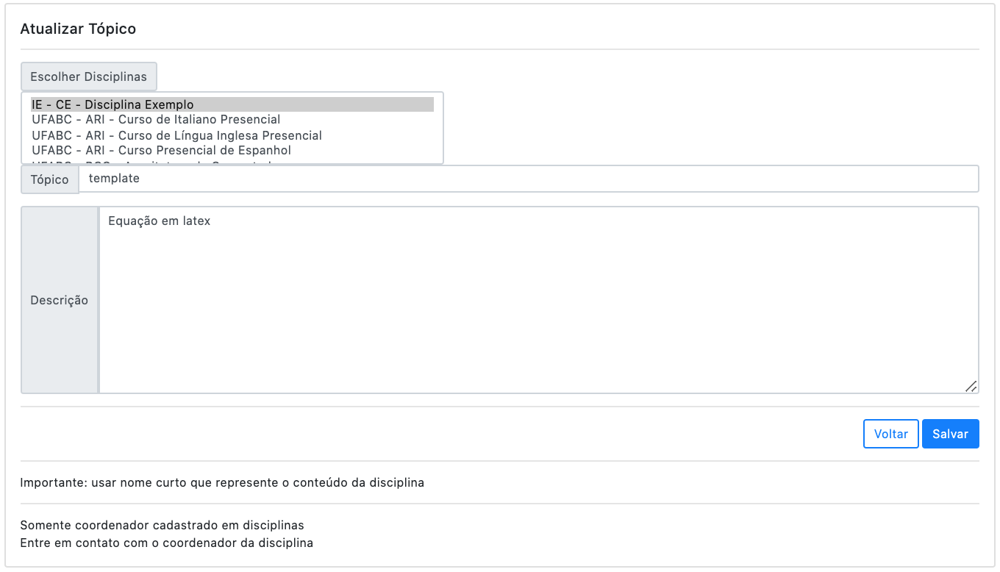 Atualizar Tópico
Escolher Disciplinas
IE - CE - Disciplina Exemplo
UFABC - ARI - Curso de Italiano Presencial
UFABC - ARI - Curso de Língua Inglesa Presencial
UFABC - ARI - Curso Presencial de Espanhol
Tópico template
Equação em latex
Descrição
Voltar Salvar
Importante: usar nome curto que represente o conteúdo da disciplina
Somente coordenador cadastrado em disciplinas
Entre em contato com o coordenador da disciplina